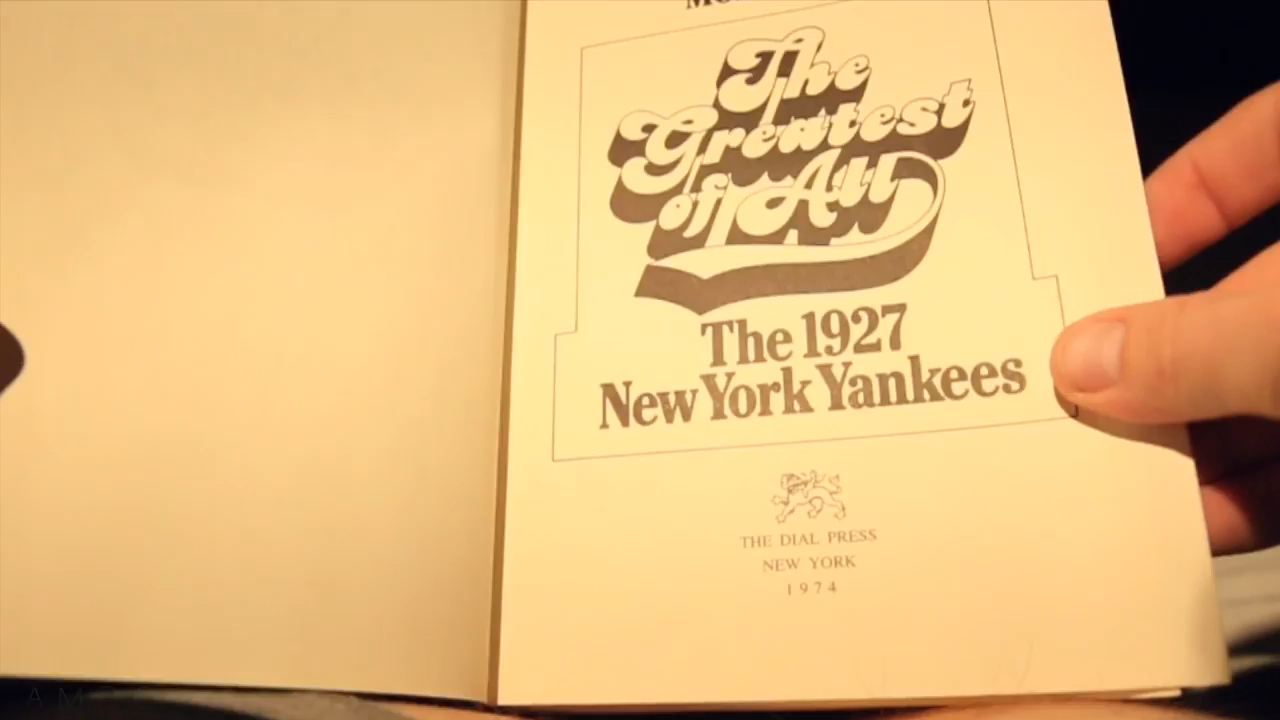 The
Greatest
of All
The 1927
New York Yankees
THE DIAL PRESS
NEW YORK
1974